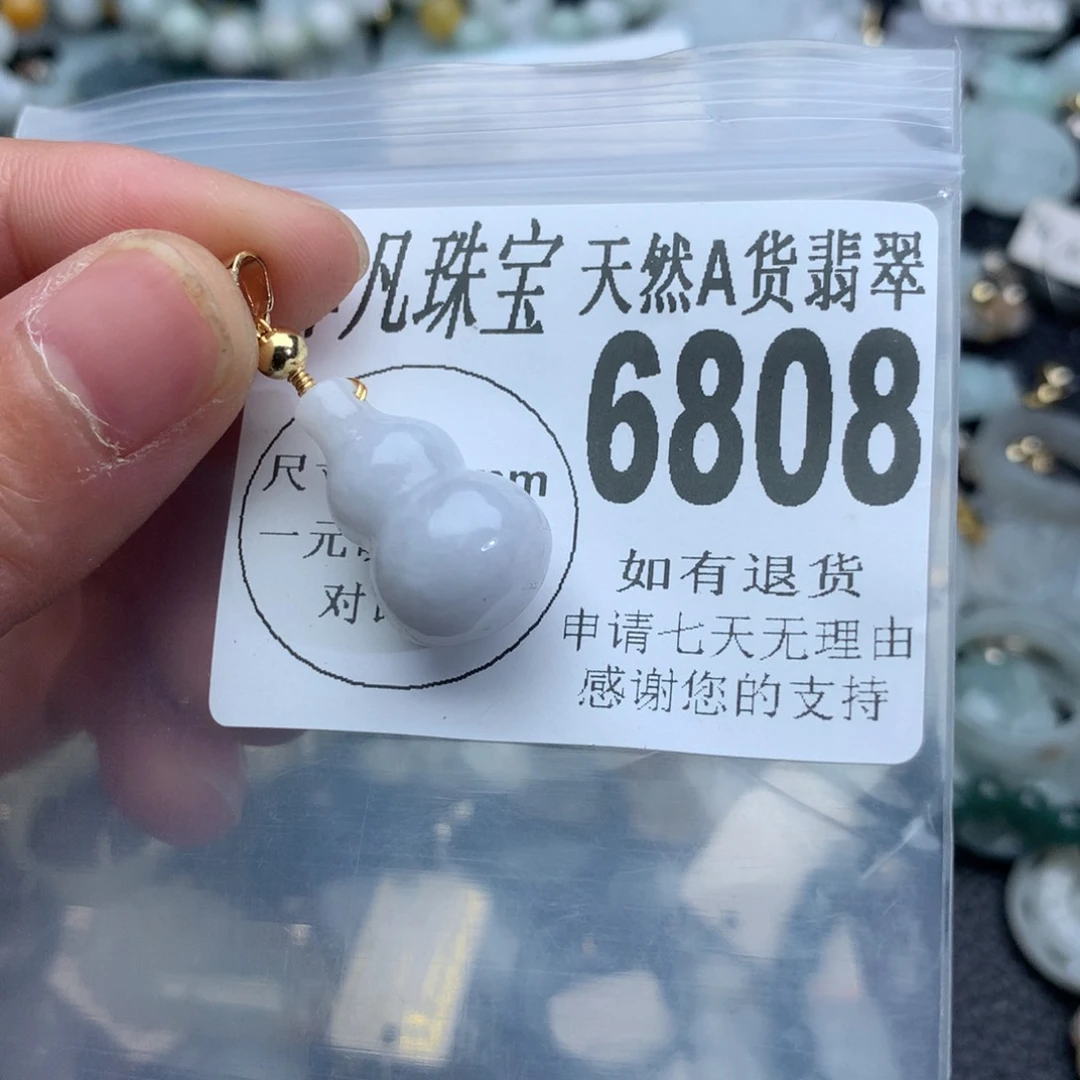 凡珠宝 天然A货翡翠
6808
尺 mm
一元
对
如有退货
申请七天无理由
感谢您的支持